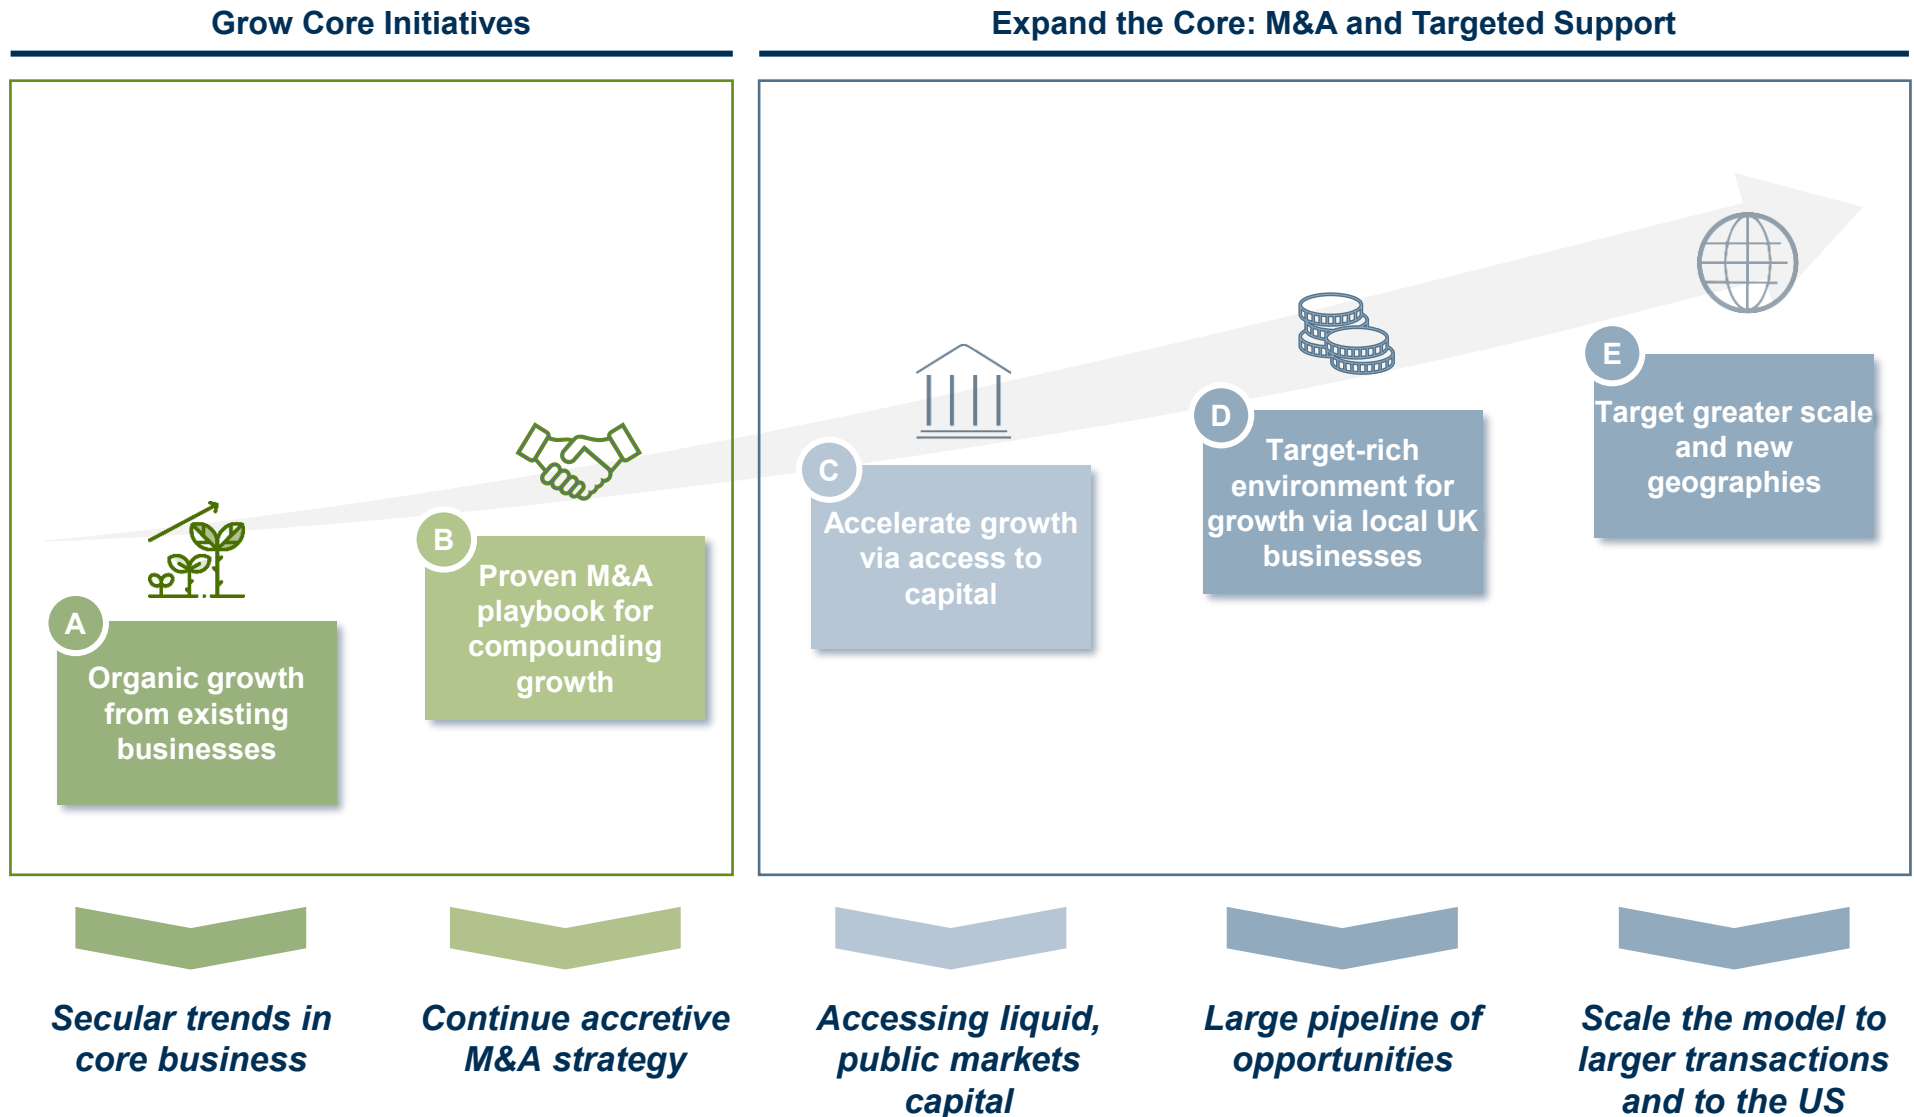 Grow Core Initiatives
Expand the Core: M&A and Targeted Support
A
Organic growth
from existing
businesses
B
Proven M&A
playbook for
compounding
growth
C
Accelerate growth
via access to
capital
D
Target-rich
environment for
growth via local UK
businesses
E
Target greater scale
and new
geographies
Secular trends in
core business
Continue accretive
M&A strategy
Accessing liquid,
public markets
capital
Large pipeline of
opportunities
Scale the model to
larger transactions
and to the US